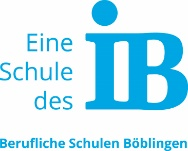 Eine
Schule
des
iB
Berufliche Schulen Böblingen